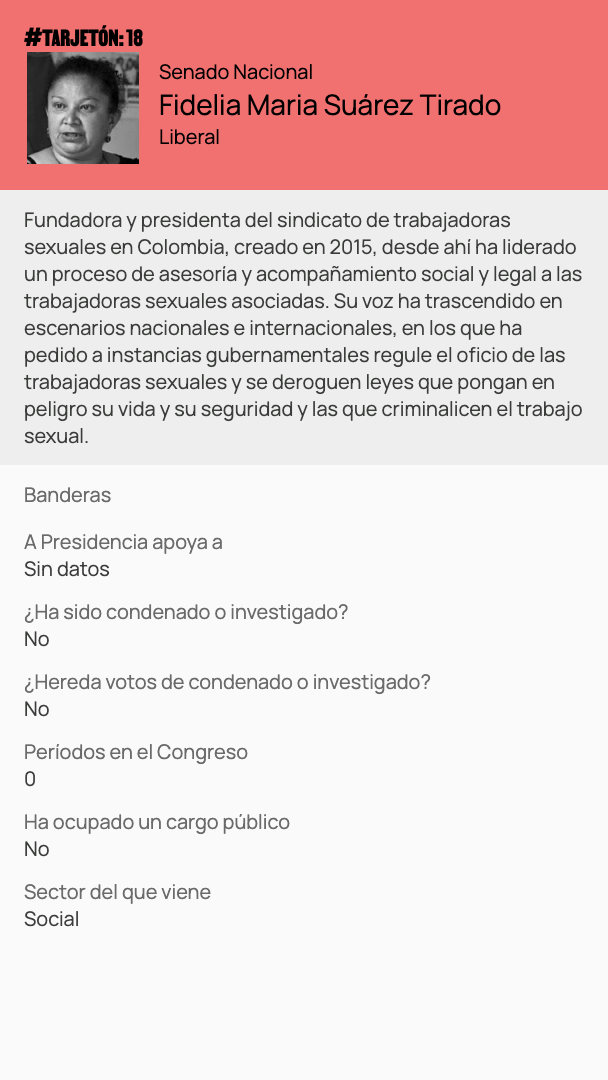 #TARJETÓN: 18
Senado Nacional
Fidelia Maria Suárez Tirado
Liberal
Fundadora y presidenta del sindicato de trabajadoras
sexuales en Colombia, creado en 2015, desde ahí ha liderado
un proceso de asesoría y acompañamiento social y legal a las
trabajadoras sexuales asociadas. Su voz ha trascendido en
escenarios nacionales e internacionales, en los que ha
pedido a instancias gubernamentales regule el oficio de las
trabajadoras sexuales y se deroguen leyes que pongan en
peligro su vida y su seguridad y las que criminalicen el trabajo
sexual.
Banderas
A Presidencia apoya a
Sin datos
¿Ha sido condenado o investigado?
No
¿Hereda votos de condenado o investigado?
No
Períodos en el Congreso
0
Ha ocupado un cargo público
No
Sector del que viene
Social